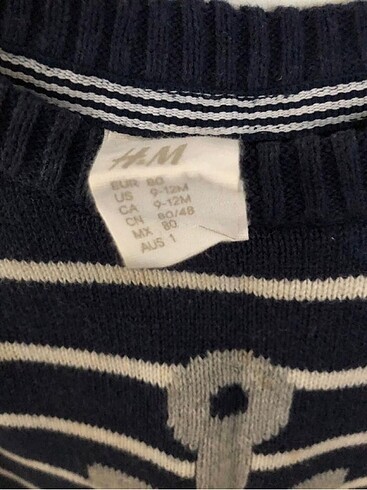 H&M
EUR 80
US 9-12M
CA 9-12M
CN 80/48
MX 80
AUS 1